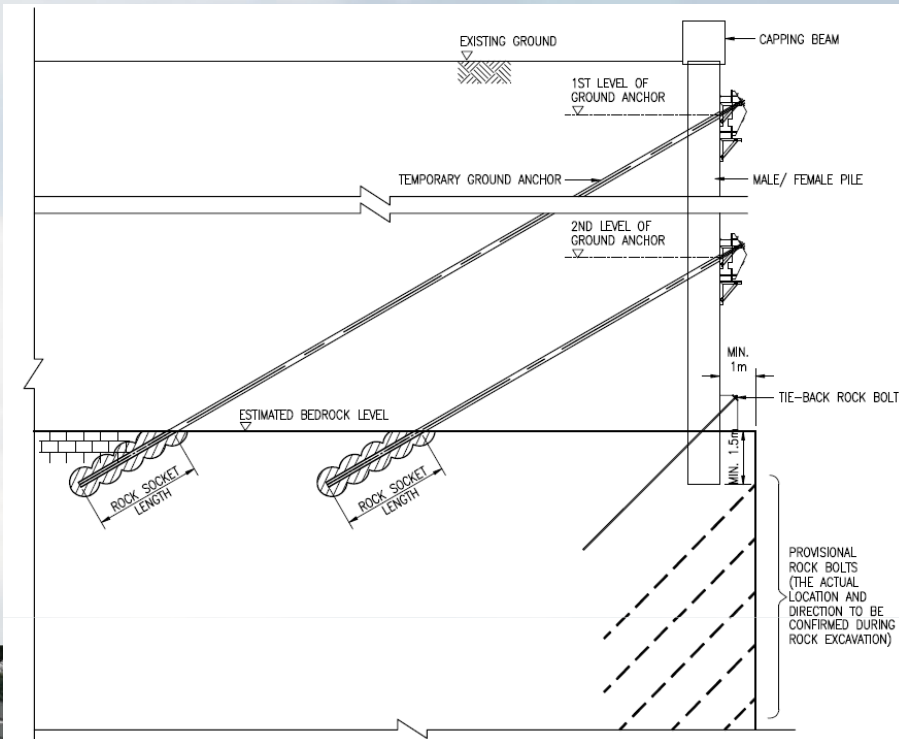 EXISTING GROUND
CAPPING BEAM
1ST LEVEL OF
GROUND ANCHOR
TEMPORARY GROUND ANCHOR
MALE/ FEMALE PILE
2ND LEVEL OF
GROUND ANCHOR
MIN.
1m
TIE-BACK ROCK BOLT
ESTIMATED BEDROCK LEVEL
MIN. 1.5m
ROCK SOCKET
LENGTH
ROCK SOCKET
LENGTH
PROVISIONAL
ROCK BOLTS
(THE ACTUAL
LOCATION AND
DIRECTION TO BE
CONFIRMED DURING
ROCK EXCAVATION)